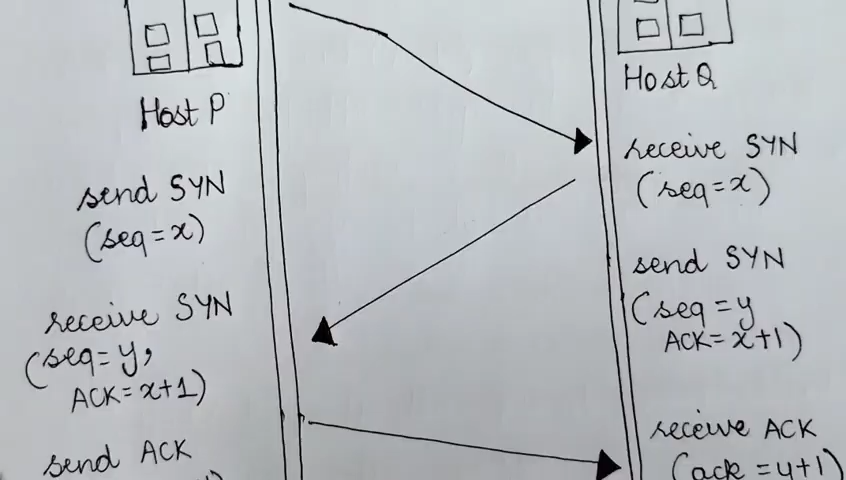 Host P
send SYN
(seq=x)
receive SYN
(seq=y,
ACK=x+1)
send ACK
Host Q
receive SYN
(seq=x)
send SYN
(seq=y
ACK=x+1)
receive ACK
(ack=y+1)